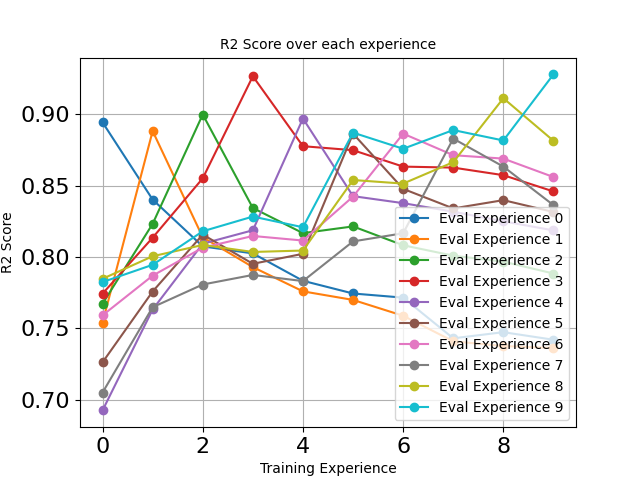 R2 Score over each experience
R2 Score
0.90
0.85
0.80
0.75
0.70
0
2
4
6
8
Training Experience
Eval Experience 0
Eval Experience 1
Eval Experience 2
Eval Experience 3
Eval Experience 4
Eval Experience 5
Eval Experience 6
Eval Experience 7
Eval Experience 8
Eval Experience 9